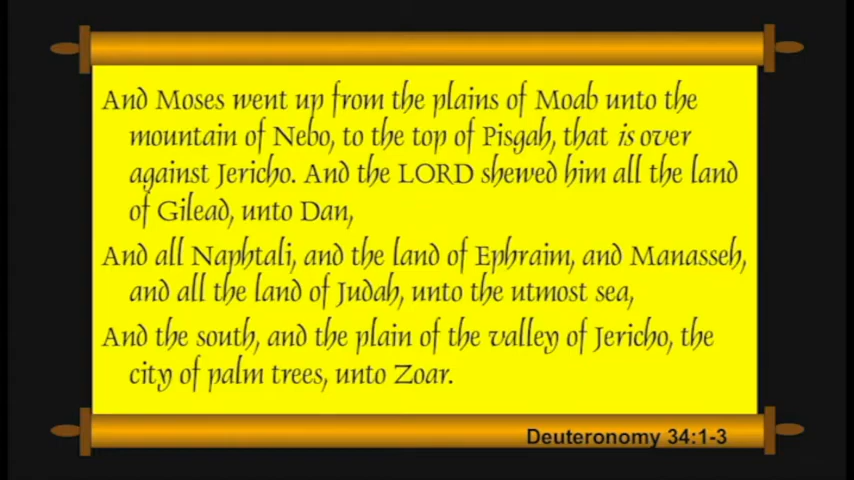 And Moses went up from the plains of Moab unto the
mountain of Nebo, to the top of Pisgah, that is over
against Jericho. And the LORD shewed him all the land
of Gilead, unto Dan,
And all Naphtali, and the land of Ephraim, and Manasseh,
and all the land of Judah, unto the utmost sea,
And the south, and the plain of the valley of Jericho, the
city of palm trees, unto Zoar.
Deuteronomy 34:1-3